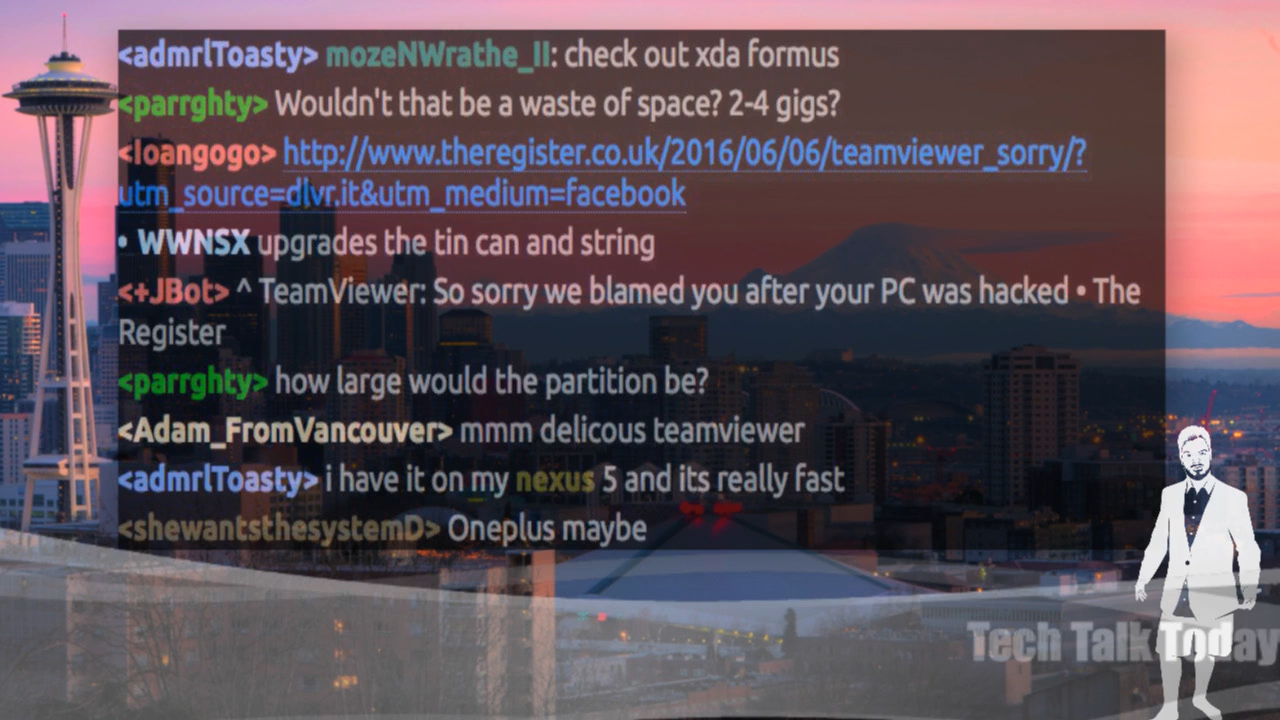 <admrlToasty> mozeNWrathe_II: check out xda formus
<parrghty> Wouldn't that be a waste of space? 2-4 gigs?
<loangogo> http://www.theregister.co.uk/2016/06/06/teamviewer_sorry/?
utm_source=dlvr.it&utm_medium=facebook
• WWNSX upgrades the tin can and string
<+JBot> ^ TeamViewer: So sorry we blamed you after your PC was hacked • The
Register
<parrghty> how large would the partition be?
<Adam_FromVancouver> mmm delicous teamviewer
<admrlToasty> i have it on my nexus 5 and its really fast
<shewantsthesystemD> Oneplus maybe
Tech Talk Today